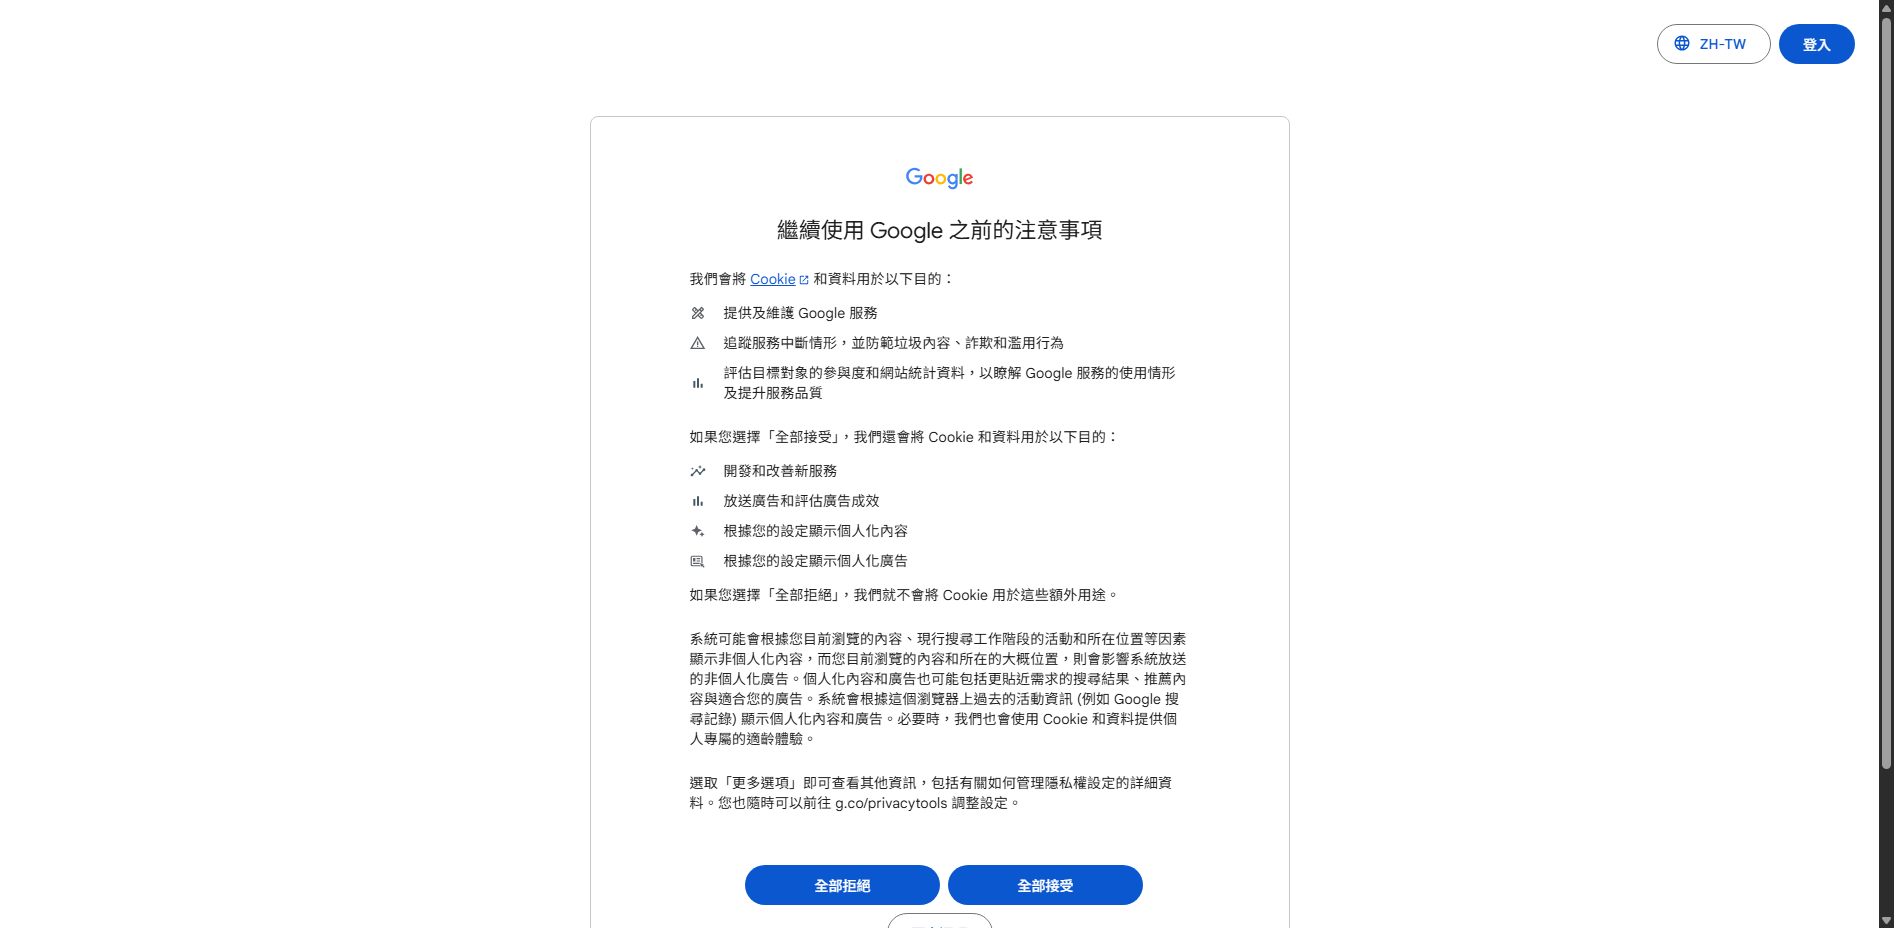 ZH-TW
登入
Google
繼續使用 Google 之前的注意事項
我們會將 Cookie 和資料用於以下目的：
提供及維護 Google 服務
追蹤服務中斷情形，並防範垃圾內容、詐欺和濫用行為
評估目標對象的參與度和網站統計資料，以瞭解 Google 服務的使用情形
及提升服務品質
如果您選擇「全部接受」，我們還會將 Cookie 和資料用於以下目的：
開發和改善新服務
放送廣告和評估廣告成效
根據您的設定顯示個人化內容
根據您的設定顯示個人化廣告
如果您選擇「全部拒絕」，我們就不會將 Cookie 用於這些額外用途。
系統可能會根據您目前瀏覽的內容、現行搜尋工作階段的活動和所在位置等因素
顯示非個人化內容，而您目前瀏覽的內容和所在的大概位置，則會影響系統放送
的非個人化廣告。個人化內容和廣告也可能包括更貼近需求的搜尋結果、推薦內
容與適合您的廣告。系統會根據這個瀏覽器上過去的活動資訊 (例如 Google 搜
尋記錄) 顯示個人化內容和廣告。必要時，我們也會使用 Cookie 和資料提供個
人專屬的適齡體驗。
選取「更多選項」即可查看其他資訊，包括有關如何管理隱私權設定的詳細資
料。您也隨時可以前往 g.co/privacytools 調整設定。
全部拒絕
全部接受